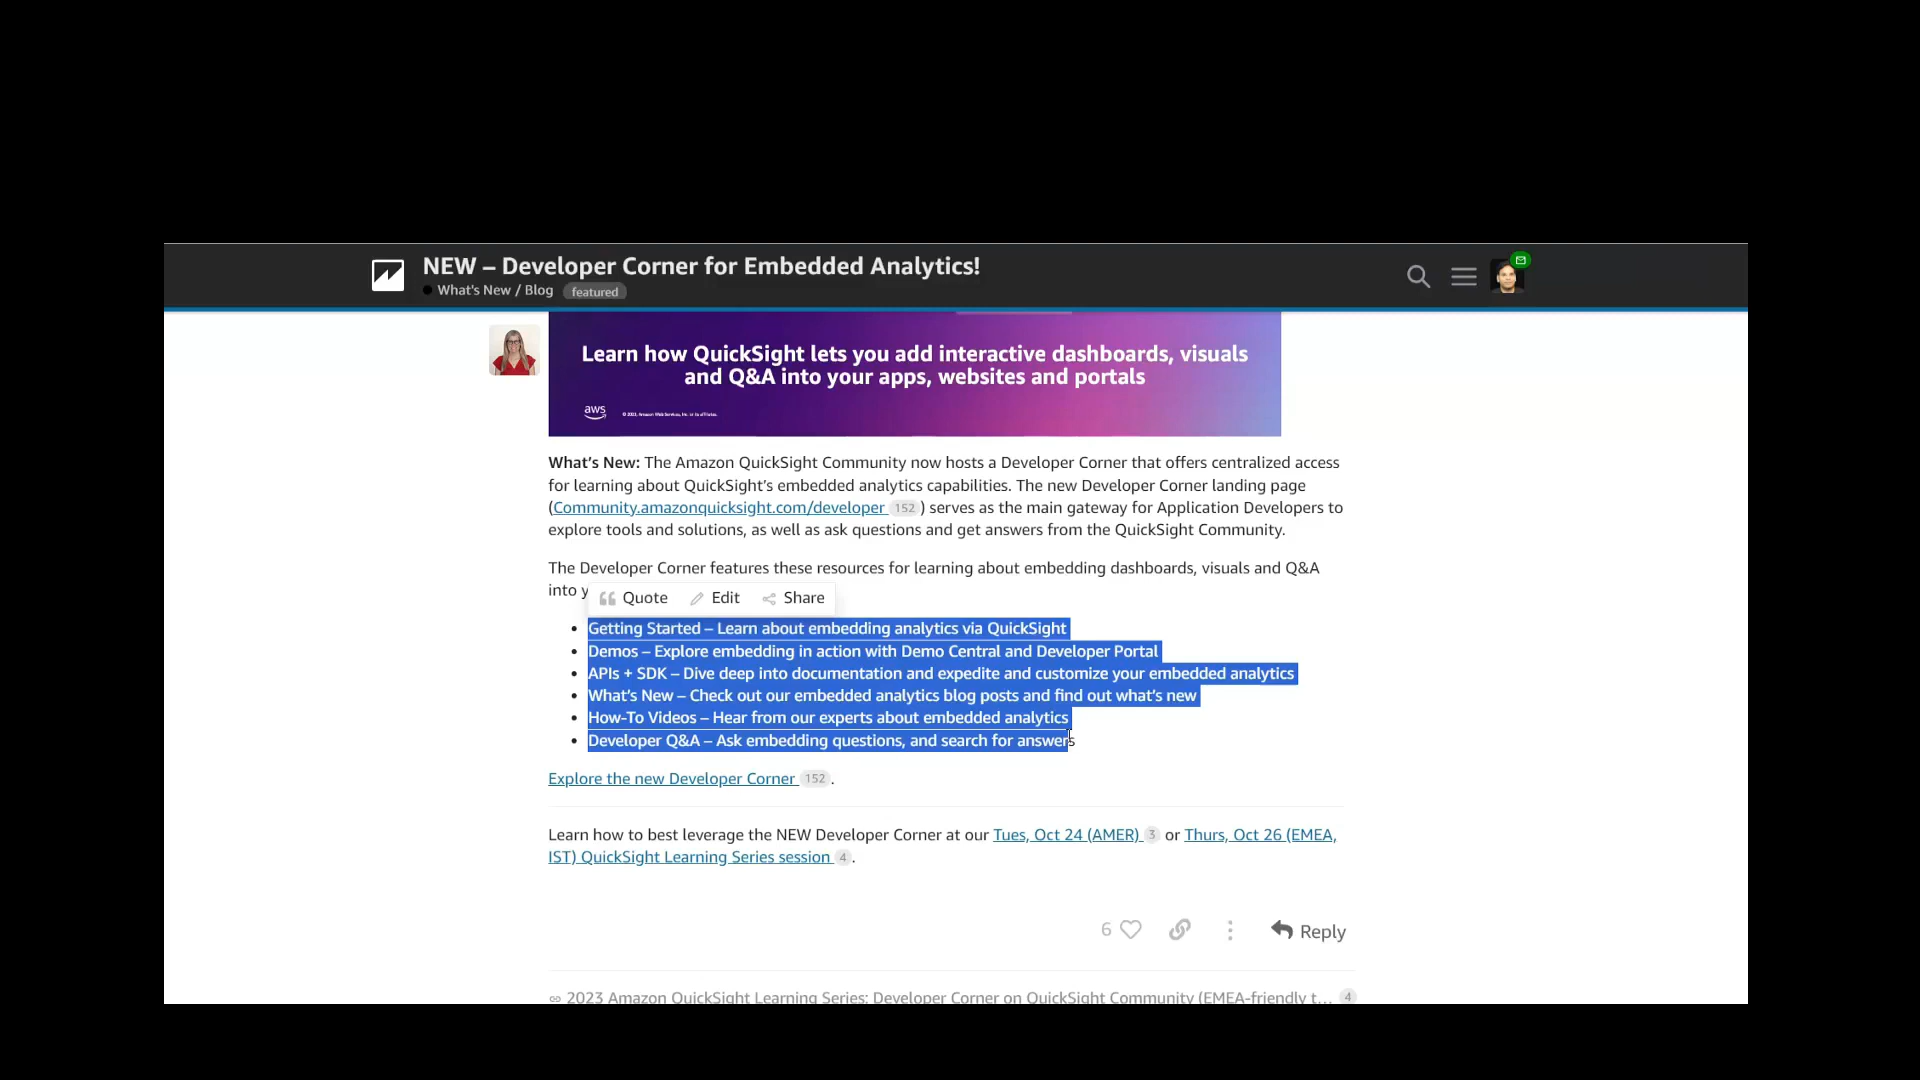 NEW – Developer Corner for Embedded Analytics!
What's New / Blog featured
Learn how QuickSight lets you add interactive dashboards, visuals
and Q&A into your apps, websites and portals
aws © 2023, Amazon Web Services, Inc. or its affiliates.
What's New: The Amazon QuickSight Community now hosts a Developer Corner that offers centralized access
for learning about QuickSight's embedded analytics capabilities. The new Developer Corner landing page
(Community.amazonquicksight.com/developer 152 ) serves as the main gateway for Application Developers to
explore tools and solutions, as well as ask questions and get answers from the QuickSight Community.
The Developer Corner features these resources for learning about embedding dashboards, visuals and Q&A
into y
Quote Edit Share
• Getting Started – Learn about embedding analytics via QuickSight
• Demos – Explore embedding in action with Demo Central and Developer Portal
• APIs + SDK – Dive deep into documentation and expedite and customize your embedded analytics
• What's New – Check out our embedded analytics blog posts and find out what's new
• How-To Videos – Hear from our experts about embedded analytics
• Developer Q&A – Ask embedding questions, and search for answers
Explore the new Developer Corner 152 .
Learn how to best leverage the NEW Developer Corner at our Tues, Oct 24 (AMER) 3 or Thurs, Oct 26 (EMEA,
IST) QuickSight Learning Series session 4 .
6 Reply
2023 Amazon QuickSight Learning Series: Developer Corner on QuickSight Community (EMEA-friendly t... 4